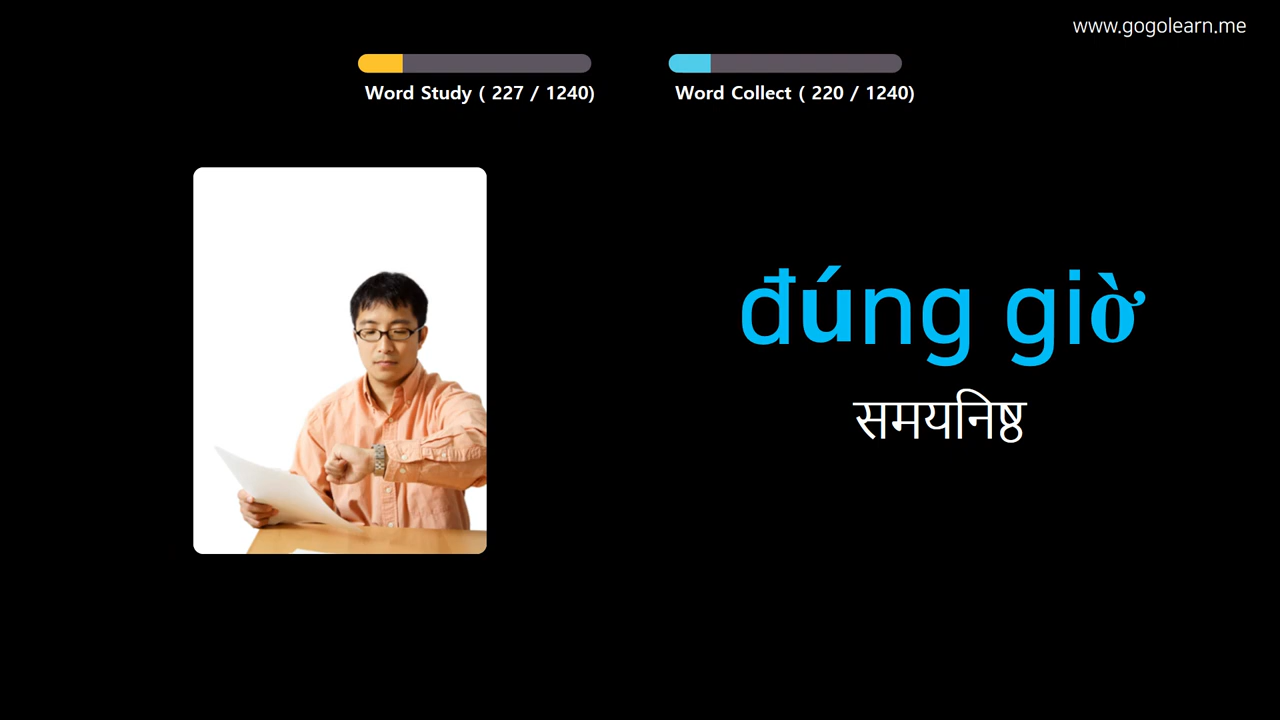 www.gogolearn.me
Word Study ( 227 / 1240)
Word Collect ( 220 / 1240)
đúng giờ
समयनिष्ठ